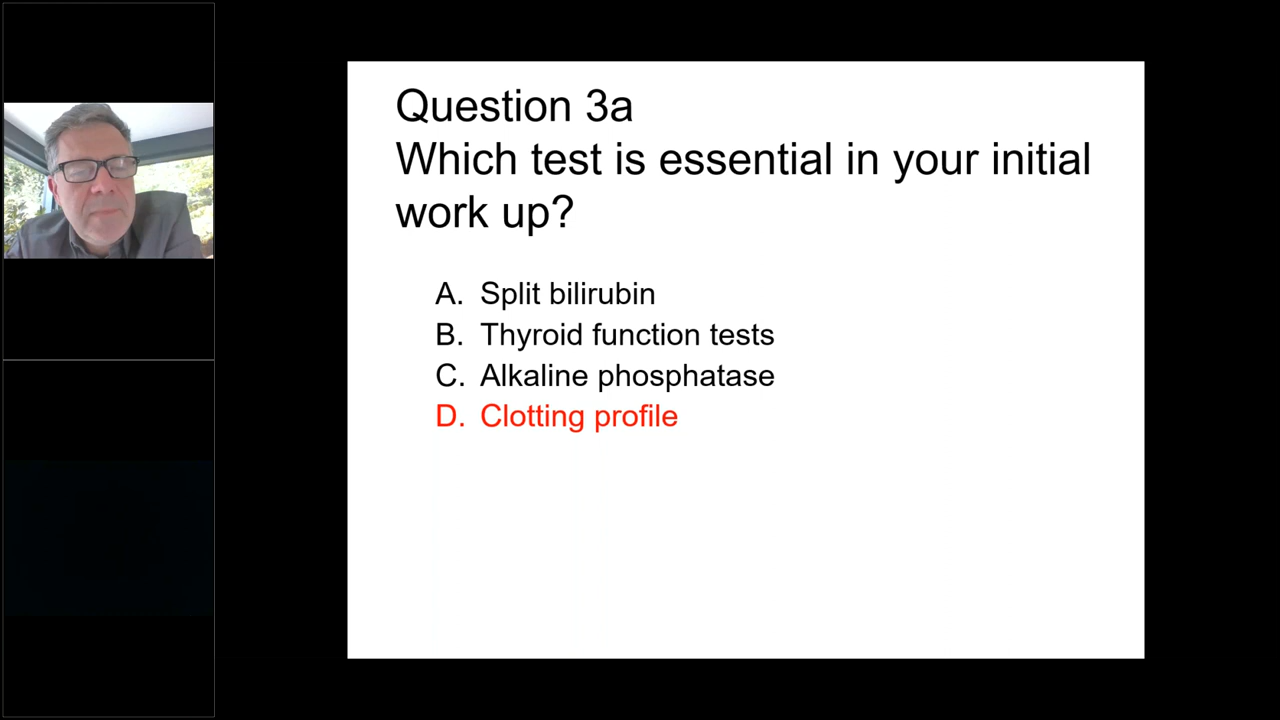 Question 3a
Which test is essential in your initial
work up?
A. Split bilirubin
B. Thyroid function tests
C. Alkaline phosphatase
D. Clotting profile